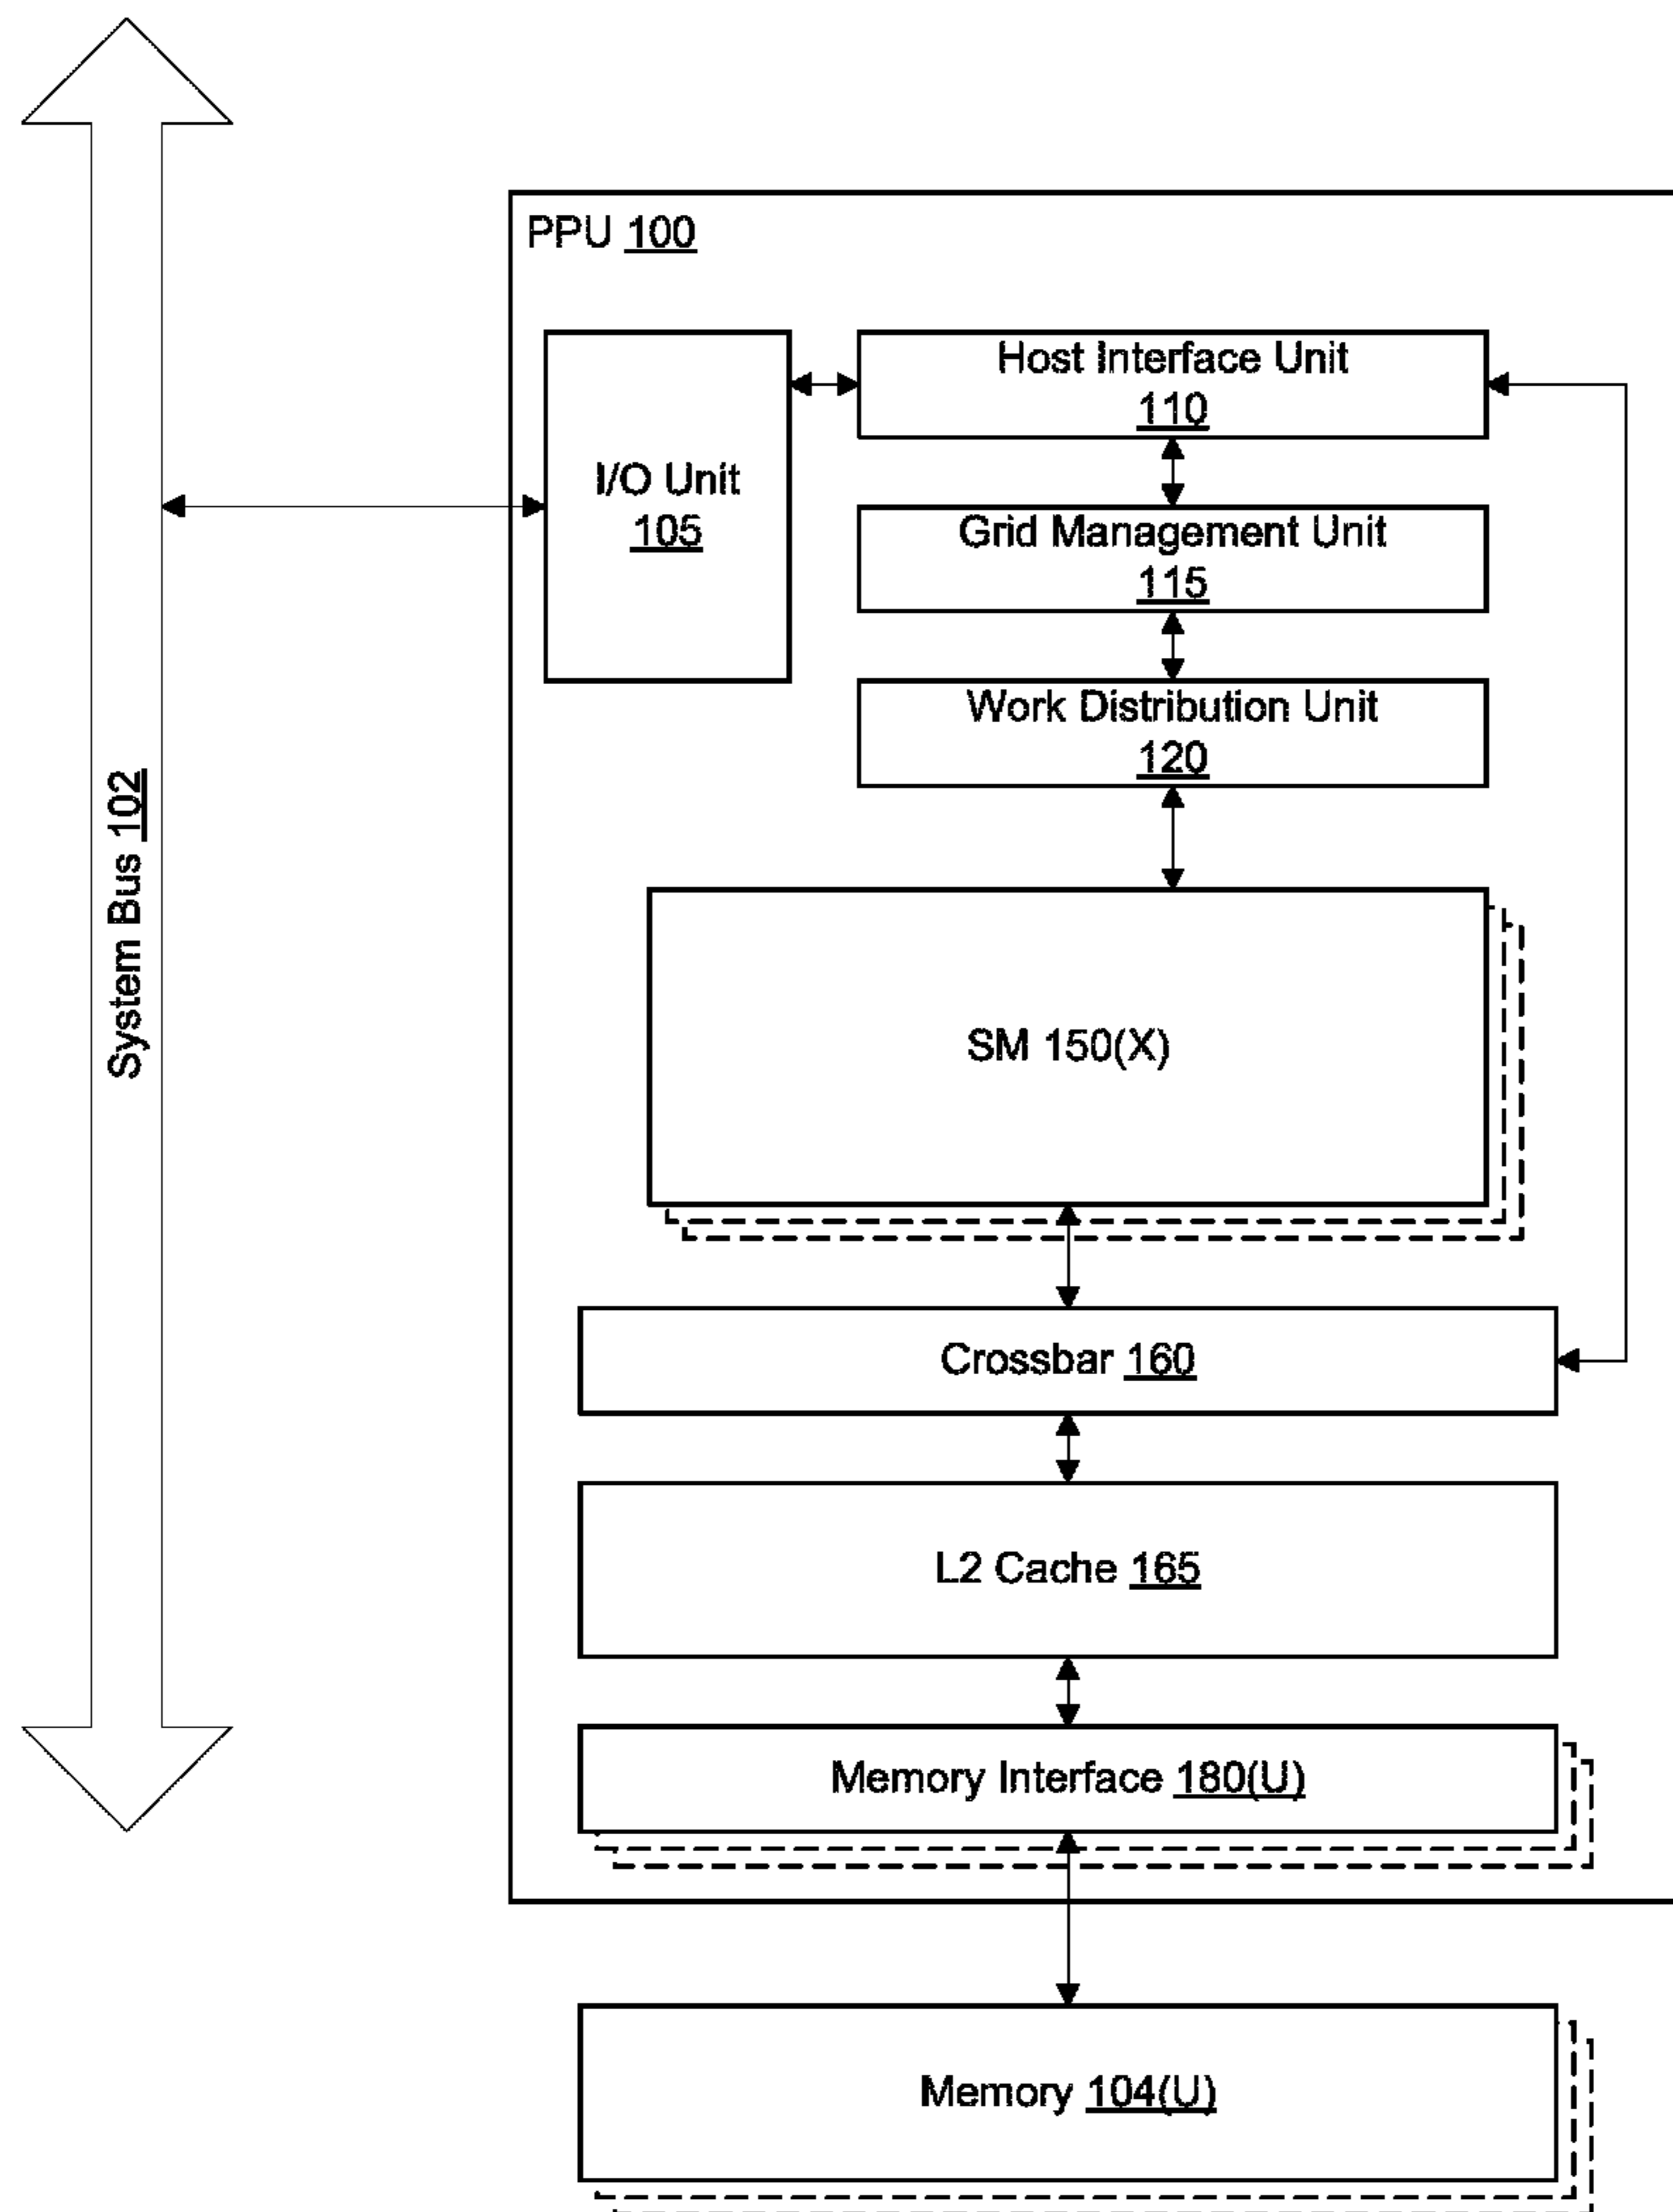 PPU 100
Host Interface Unit
110
I/O Unit
105
Grid Management Unit
115
Work Distribution Unit
120
System Bus 102
SM 150(X)
Crossbar 160
L2 Cache 165
Memory Interface 180(U)
Memory 104(U)